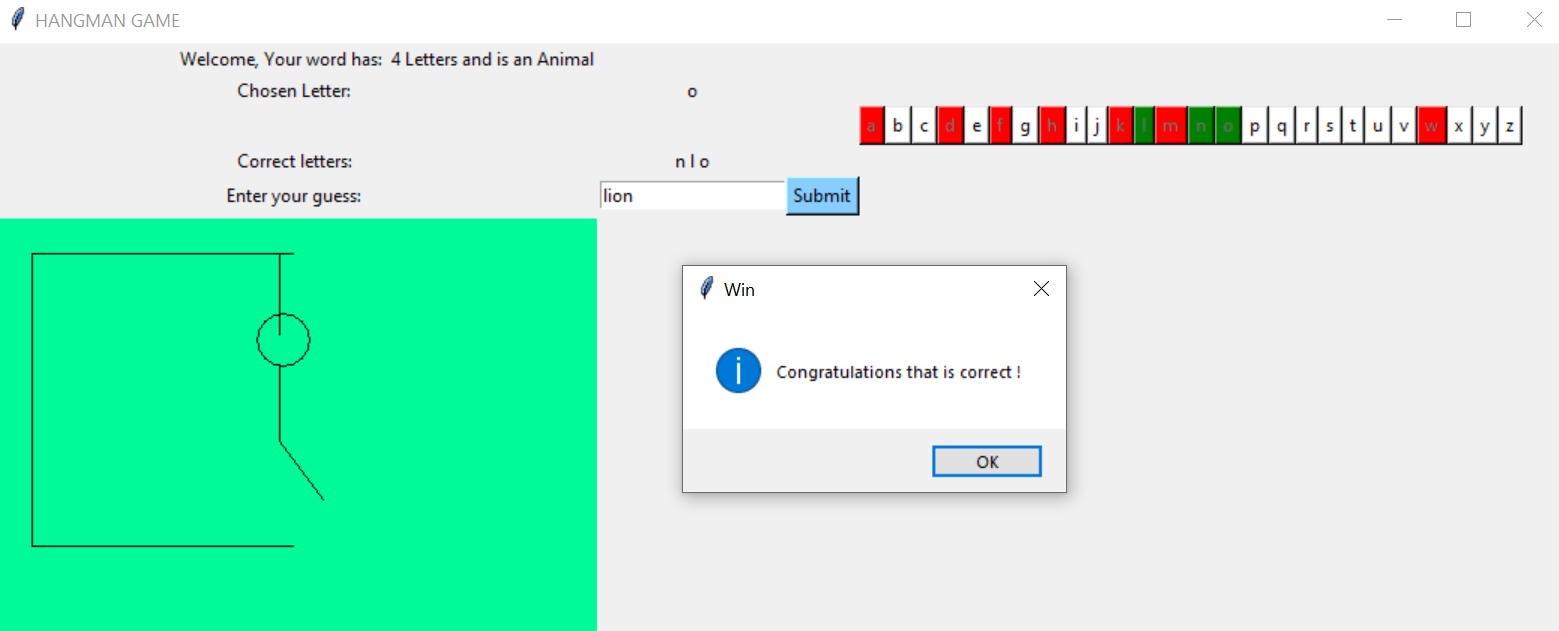 HANGMAN GAME
Welcome, Your word has: 4 Letters and is an Animal
Chosen Letter: o
a b c d e f g h i j k l m n o p q r s t u v w x y z
Correct letters: n l o
Enter your guess: lion Submit
Win
Congratulations that is correct !
OK